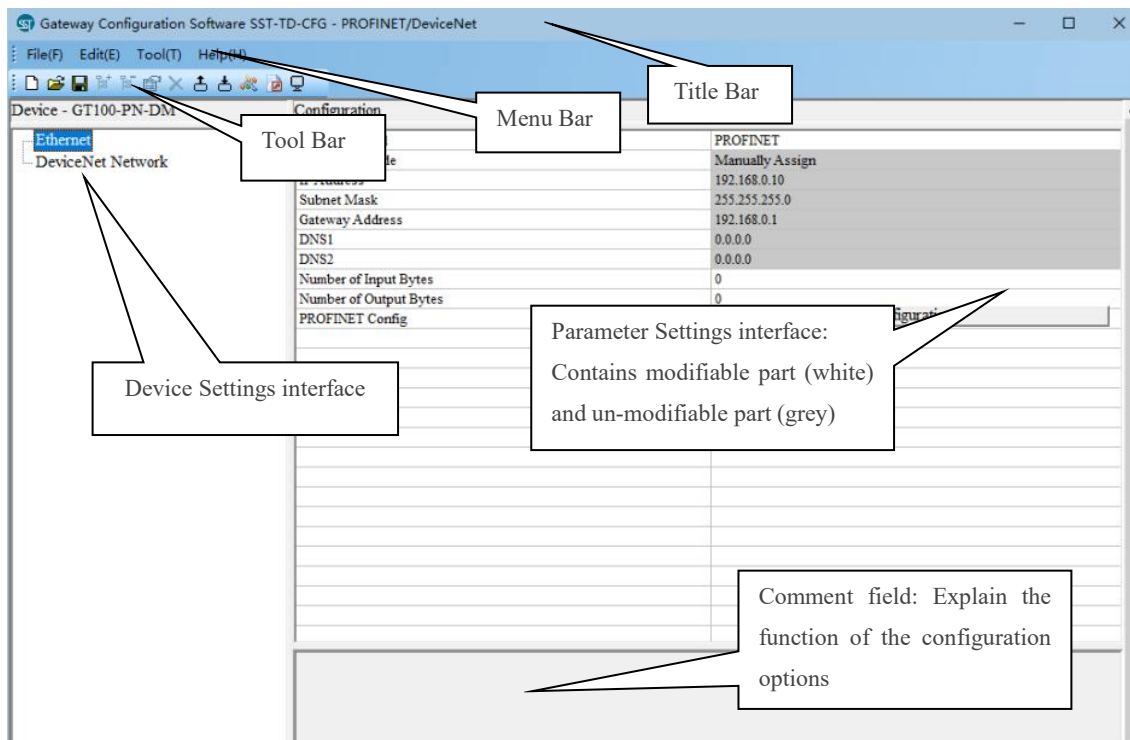 SST Gateway Configuration Software SST-TD-CFG - PROFINET/DeviceNet
File(F) Edit(E) Tool(T) Help(H)
Title Bar
Menu Bar
Tool Bar
Device - GT100-PN-DM
Configuration
Ethernet
DeviceNet Network
PROFINET
Manually Assign
IP Address 192.168.0.10
Subnet Mask 255.255.255.0
Gateway Address 192.168.0.1
DNS1 0.0.0.0
DNS2 0.0.0.0
Number of Input Bytes 0
Number of Output Bytes 0
PROFINET Config
Parameter Settings interface:
Contains modifiable part (white)
and un-modifiable part (grey)
Device Settings interface
Comment field: Explain the
function of the configuration
options